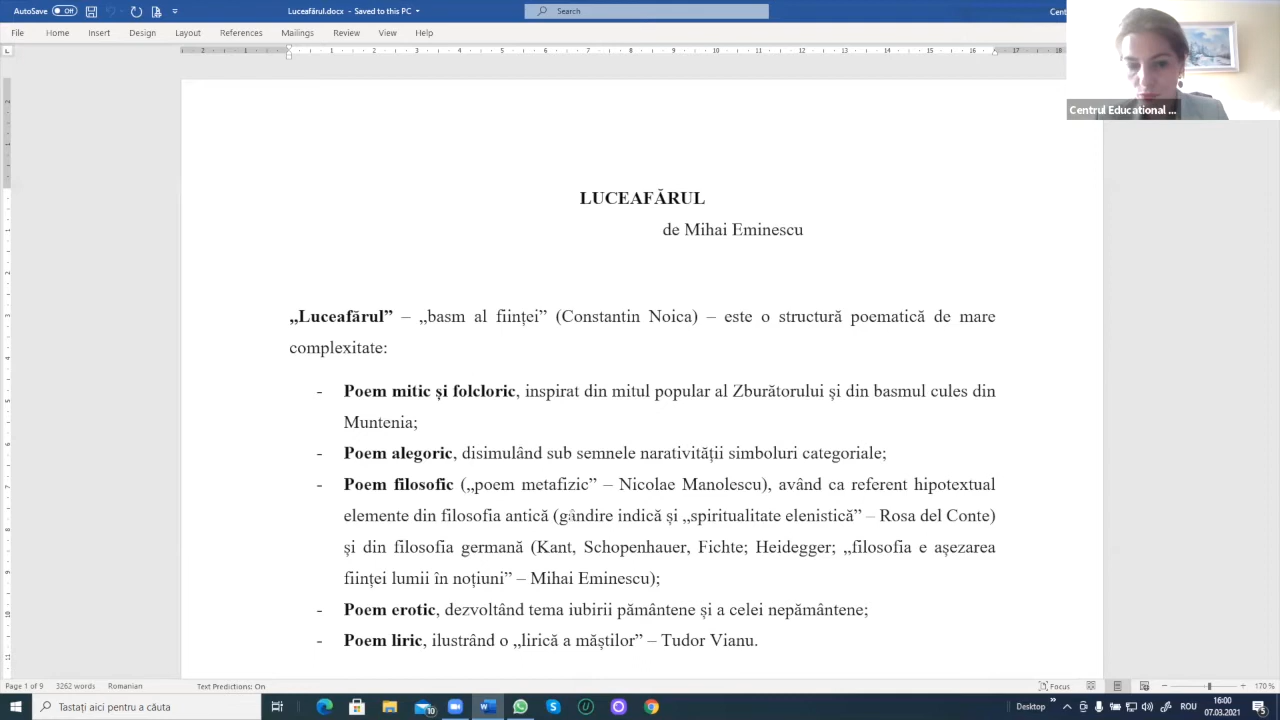 AutoSave Off Luceafărul.docx - Saved to this PC Search Cent
File Home Insert Design Layout References Mailings Review View Help
Centrul Educational ...
LUCEAFĂRUL
de Mihai Eminescu
„Luceafărul” – „basm al ființei” (Constantin Noica) – este o structură poematică de mare
complexitate:
- Poem mitic și folcloric, inspirat din mitul popular al Zburătorului și din basmul cules din
Muntenia;
- Poem alegoric, disimulând sub semnele narativității simboluri categoriale;
- Poem filosofic („poem metafizic” – Nicolae Manolescu), având ca referent hipotextual
elemente din filosofia antică (gândire indică și „spiritualitate elenistică” – Rosa del Conte)
și din filosofia germană (Kant, Schopenhauer, Fichte; Heidegger; „filosofia e așezarea
ființei lumii în noțiuni” – Mihai Eminescu);
- Poem erotic, dezvoltând tema iubirii pământene și a celei nepământene;
- Poem liric, ilustrând o „lirică a măștilor” – Tudor Vianu.
Page 1 of 9 3262 words Romanian Text Predictions: On Focus 170 %
Tastați aici pentru a căuta Desktop ROU 16:00
07.03.2021